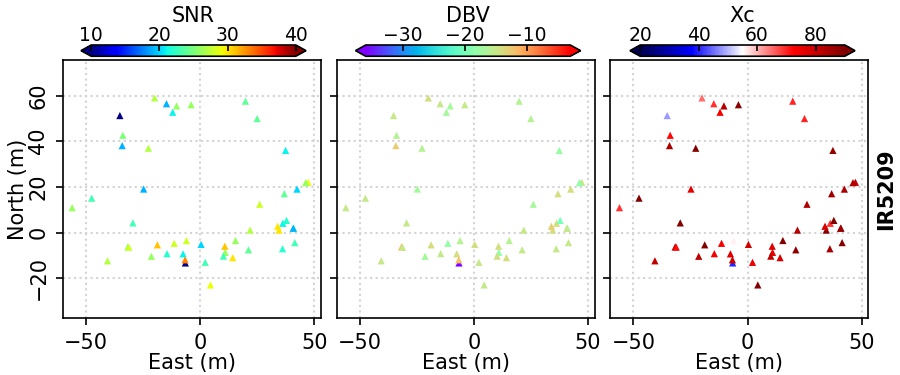 SNR DBV Xc
10 20 30 40 −30 −20 −10 20 40 60 80
60
40
20
0
−20
North (m)
IR5209
−50 0 50 −50 0 50 −50 0 50
East (m) East (m) East (m)